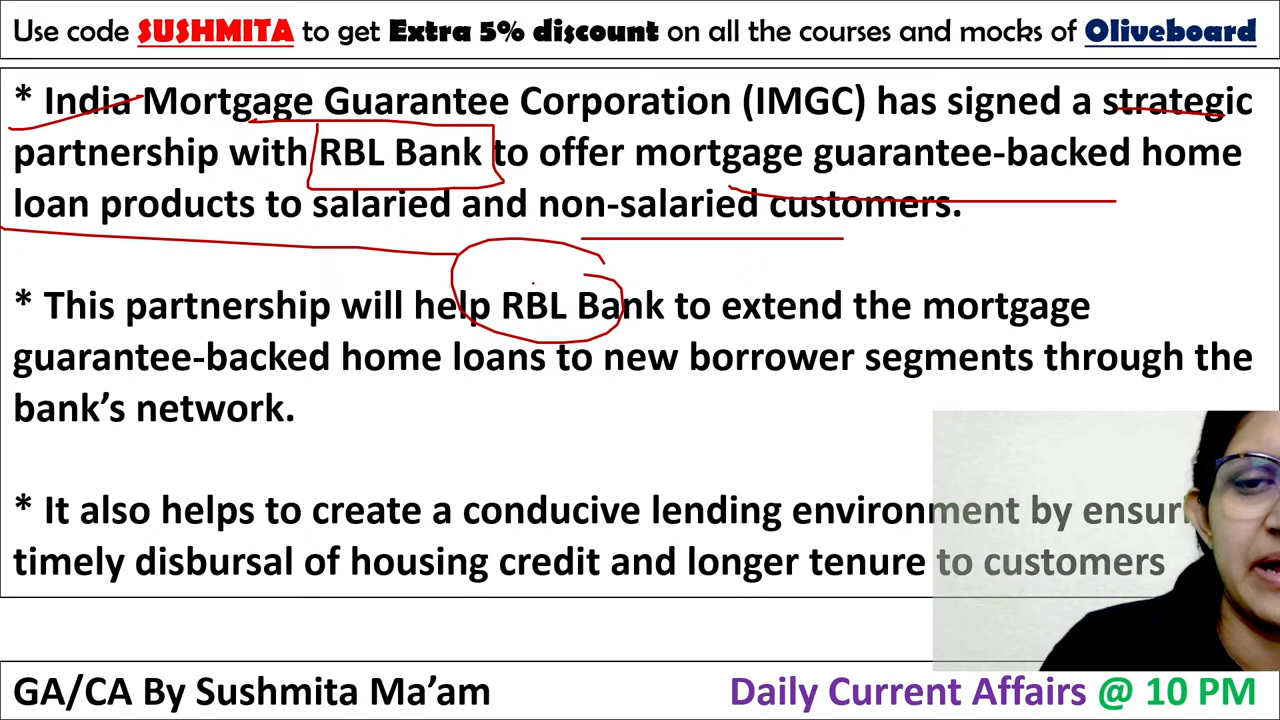 Use code SUSHMITA to get Extra 5% discount on all the courses and mocks of Oliveboard
* India Mortgage Guarantee Corporation (IMGC) has signed a strategic
partnership with RBL Bank to offer mortgage guarantee-backed home
loan products to salaried and non-salaried customers.
* This partnership will help RBL Bank to extend the mortgage
guarantee-backed home loans to new borrower segments through the
bank’s network.
* It also helps to create a conducive lending environment by ensuri
timely disbursal of housing credit and longer tenure to customers
GA/CA By Sushmita Ma’am
Daily Current Affairs @ 10 PM